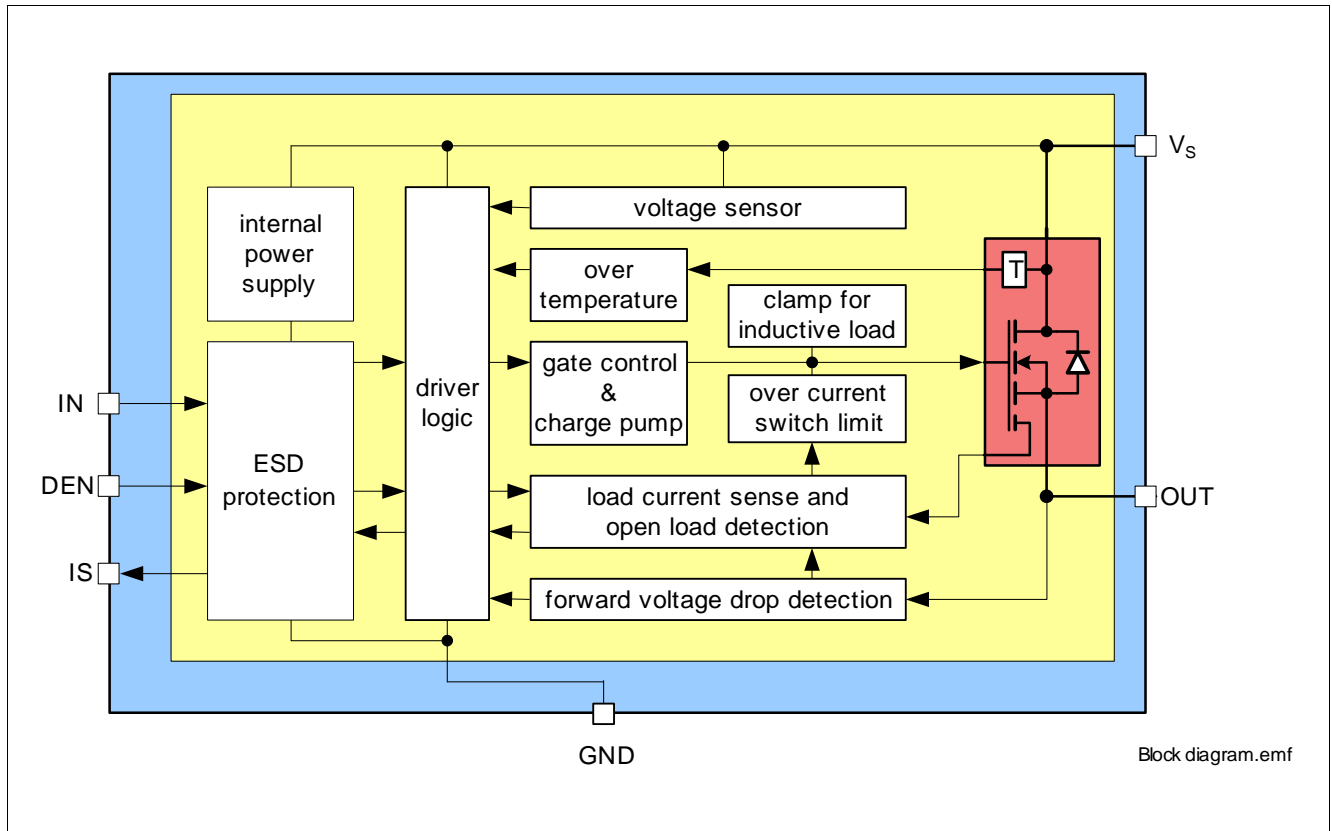 V_S
voltage sensor
internal
power
supply
over
temperature
T
clamp for
inductive load
gate control
&
charge pump
driver
logic
over current
switch limit
IN
ESD
protection
DEN
load current sense and
open load detection
OUT
IS
forward voltage drop detection
GND
Block diagram.emf